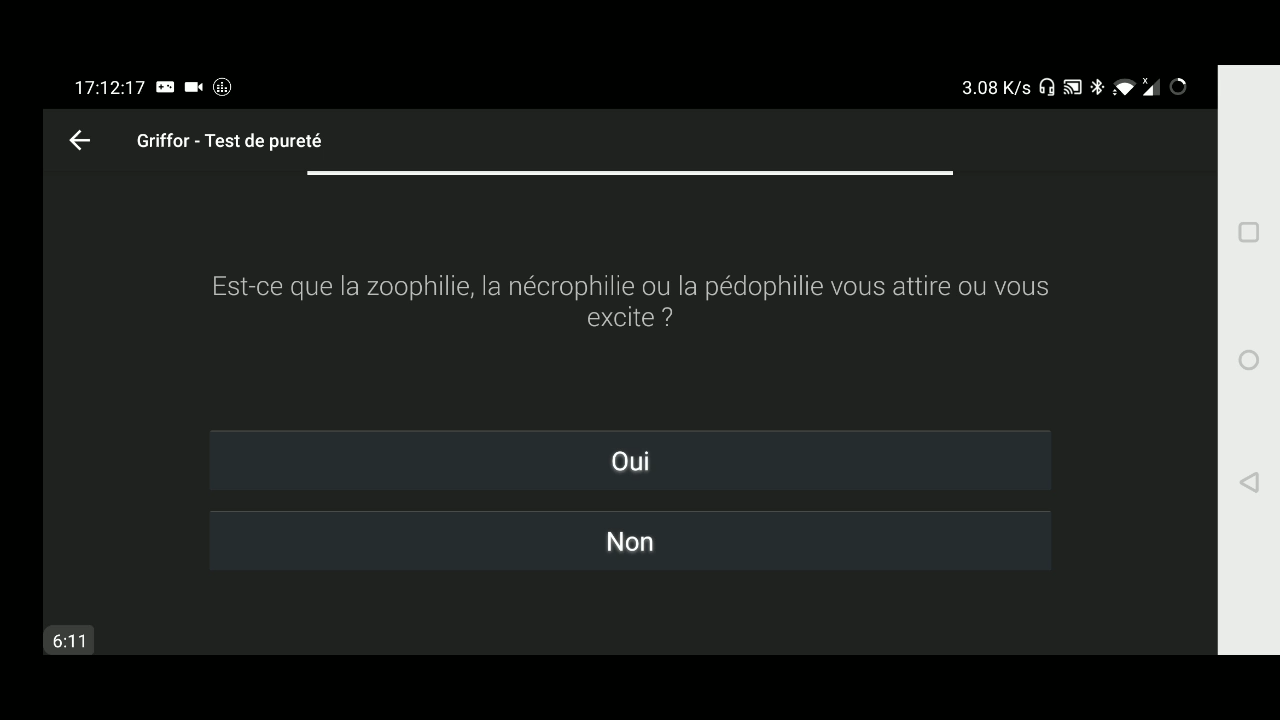 17:12:17
3.08 K/s
x
Griffor - Test de pureté
Est-ce que la zoophilie, la nécrophilie ou la pédophilie vous attire ou vous
excite ?
Oui
Non
6:11